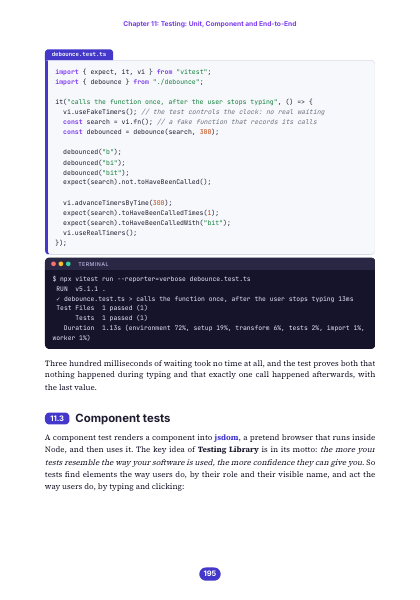 Chapter 11: Testing: Unit, Component and End-to-End
debounce.test.ts
import { expect, it, vi } from "vitest";
import { debounce } from "./debounce";
it("calls the function once, after the user stops typing", () => {
vi.useFakeTimers(); // the test controls the clock: no real waiting
const search = vi.fn(); // a fake function that records its calls
const debounced = debounce(search, 300);
debounced("b");
debounced("bi");
debounced("bit");
expect(search).not.toHaveBeenCalled();
vi.advanceTimersByTime(300);
expect(search).toHaveBeenCalledTimes(1);
expect(search).toHaveBeenCalledWith("bit");
vi.useRealTimers();
});
TERMINAL
$ npx vitest run --reporter=verbose debounce.test.ts
RUN v5.1.1 .
✓ debounce.test.ts > calls the function once, after the user stops typing 13ms
Test Files 1 passed (1)
Tests 1 passed (1)
Duration 1.13s (environment 72%, setup 19%, transform 6%, tests 2%, import 1%,
worker 1%)
Three hundred milliseconds of waiting took no time at all, and the test proves both that
nothing happened during typing and that exactly one call happened afterwards, with
the last value.
11.3 Component tests
A component test renders a component into jsdom, a pretend browser that runs inside
Node, and then uses it. The key idea of Testing Library is in its motto: the more your
tests resemble the way your software is used, the more confidence they can give you. So
tests find elements the way users do, by their role and their visible name, and act the
way users do, by typing and clicking:
195